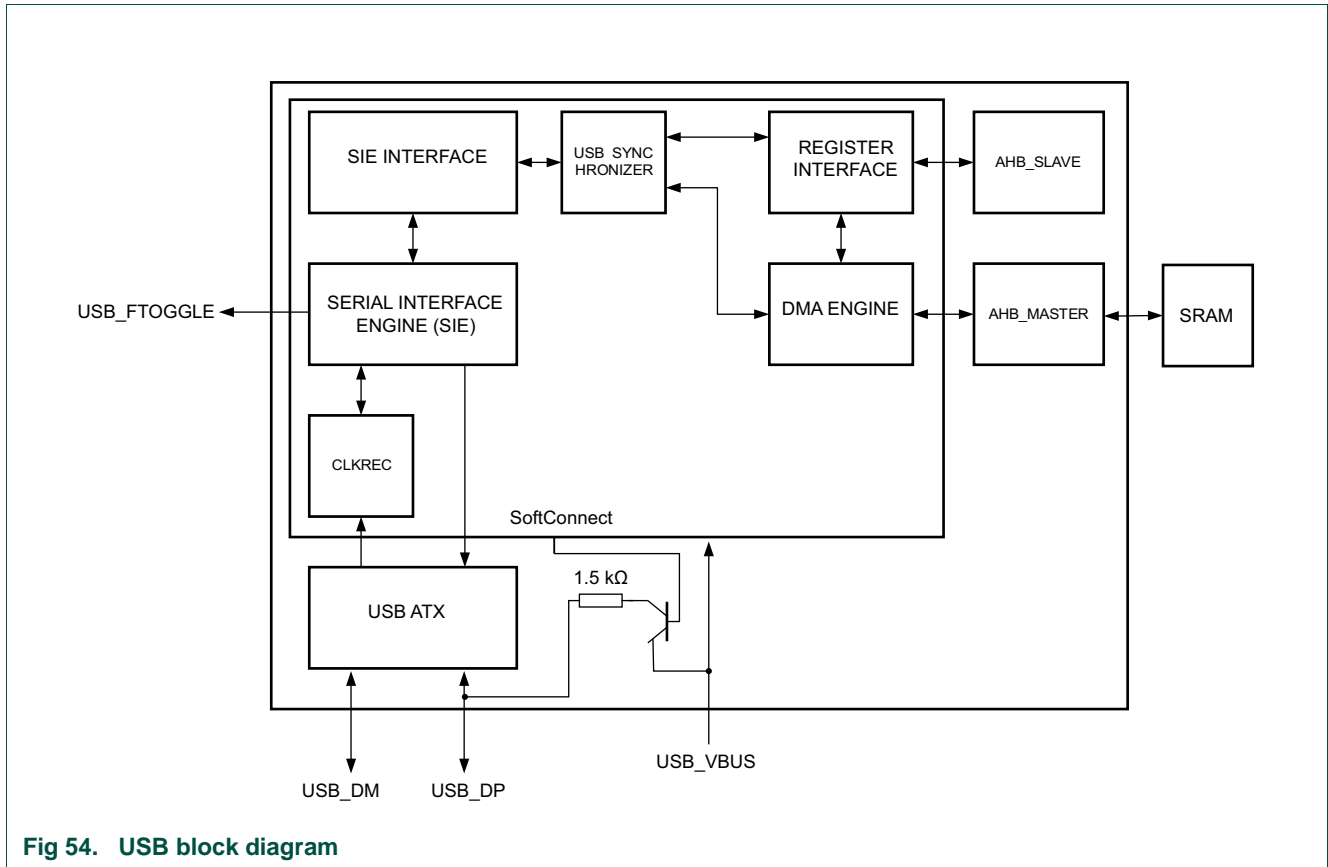 SIE INTERFACE
USB SYNC
HRONIZER
REGISTER
INTERFACE
AHB_SLAVE
USB_FTOGGLE
SERIAL INTERFACE
ENGINE (SIE)
DMA ENGINE
AHB_MASTER
SRAM
CLKREC
SoftConnect
1.5 kΩ
USB ATX
USB_VBUS
USB_DM
USB_DP
Fig 54. USB block diagram